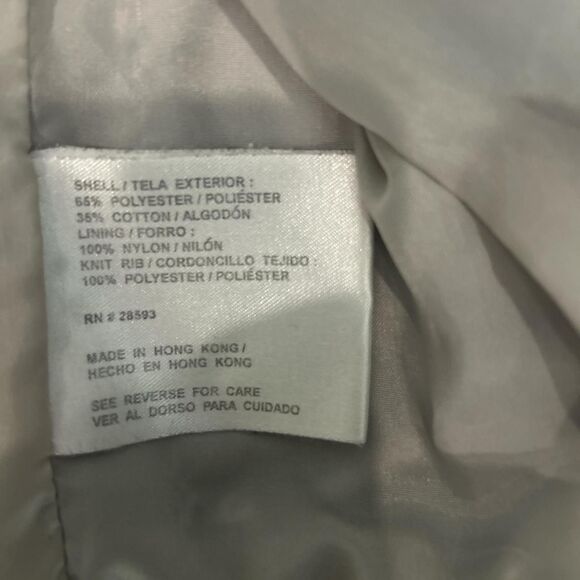 SHELL / TELA EXTERIOR :
65% POLYESTER / POLIÉSTER
35% COTTON / ALGODÓN
LINING / FORRO :
100% NYLON / NILÓN
KNIT RIB / CORDONCILLO TEJIDO :
100% POLYESTER / POLIÉSTER
RN # 28593
MADE IN HONG KONG /
HECHO EN HONG KONG
SEE REVERSE FOR CARE
VER AL DORSO PARA CUIDADO